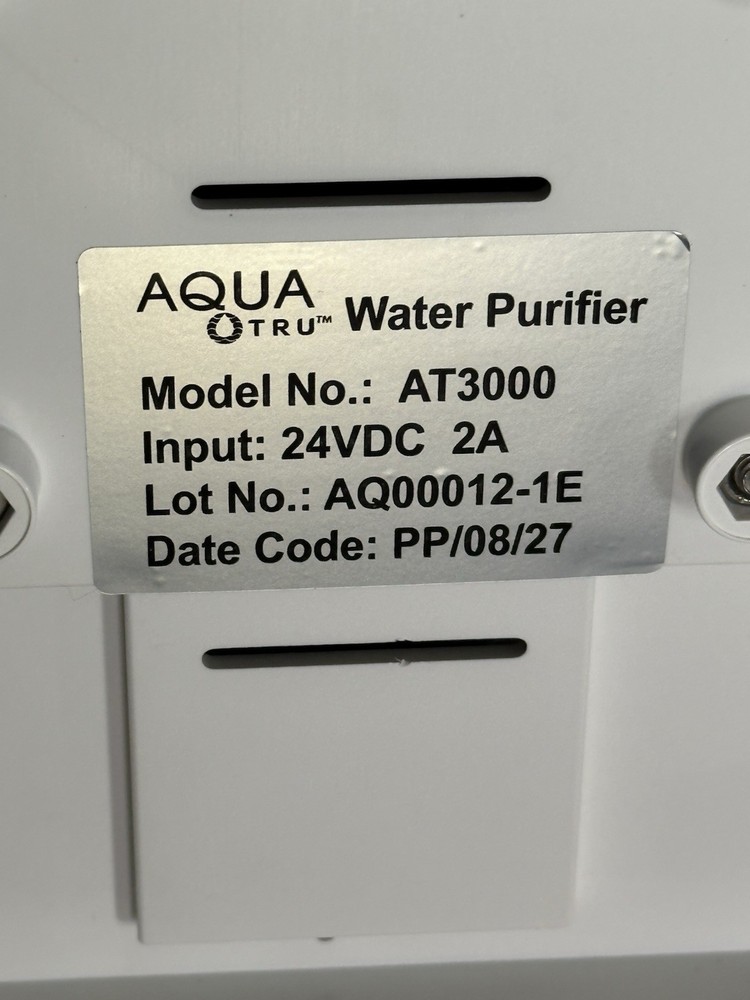 AQUA TRU™ Water Purifier
Model No.: AT3000
Input: 24VDC 2A
Lot No.: AQ00012-1E
Date Code: PP/08/27